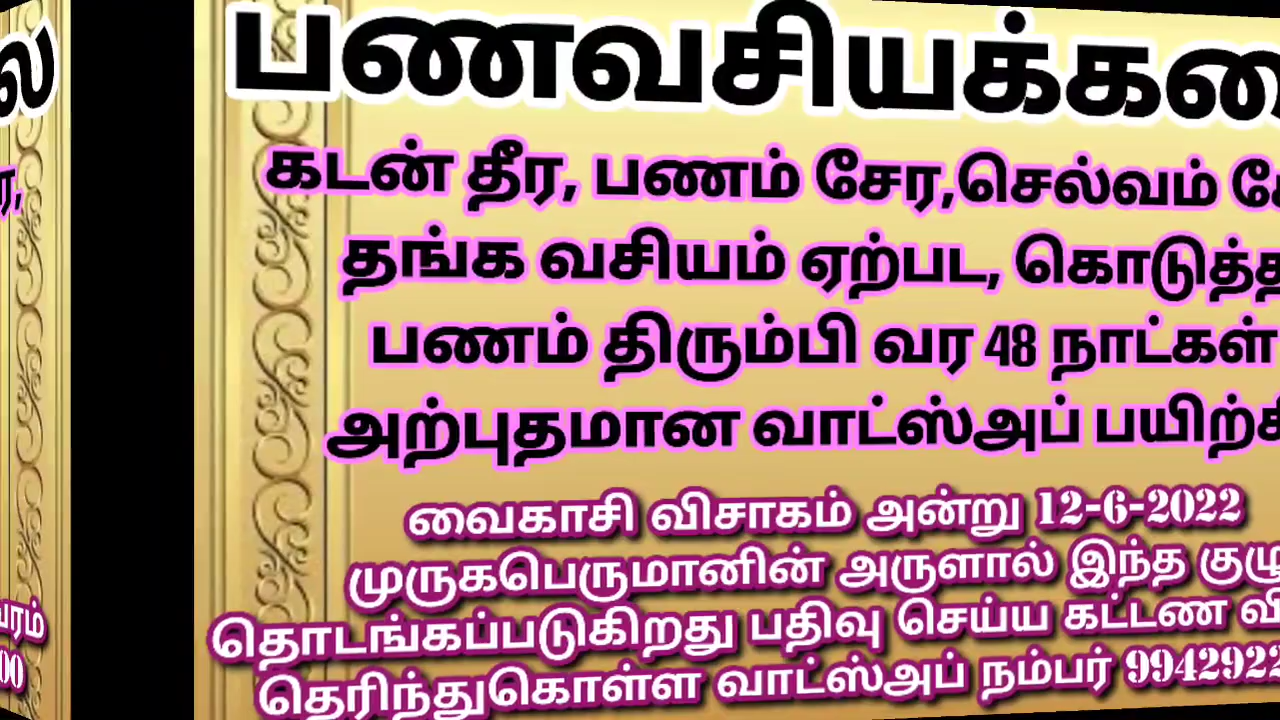 பணவசியக்கலை
கடன் தீர, பணம் சேர,செல்வம்
தங்க வசியம் ஏற்பட,
பணம் திரும்பி வர 48 நாட்கள்
அற்புதமான வாட்ஸ்அப்
வைகாசி விசாகம் அன்று 12-6-2022
முருகபெருமானின் அருளால் இந்த
தொடங்கப்படுகிறது பதிவு செய்ய கட்டண
தெரிந்துகொள்ள வாட்ஸ்அப் நம்பர் 9942922